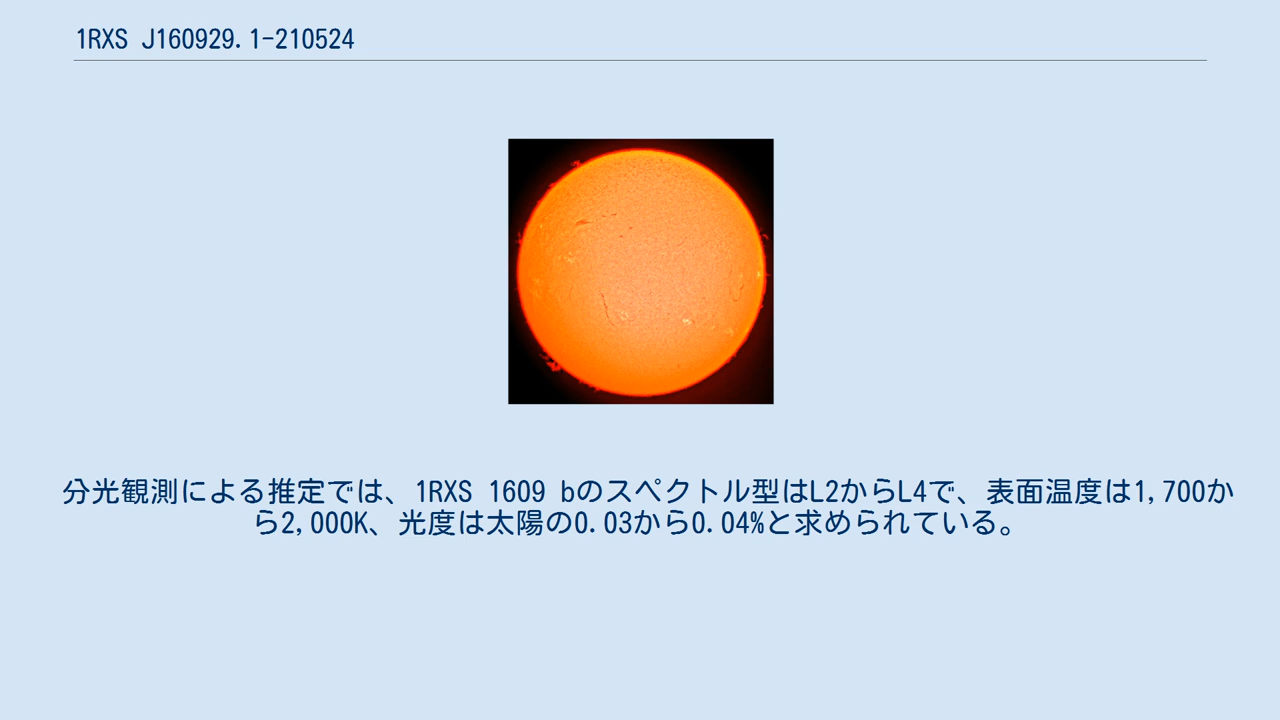 1RXS J160929.1-210524
分光観測による推定では、1RXS 1609 bのスペクトル型はL2からL4で、表面温度は1,700か
ら2,000K、光度は太陽の0.03から0.04%と求められている。